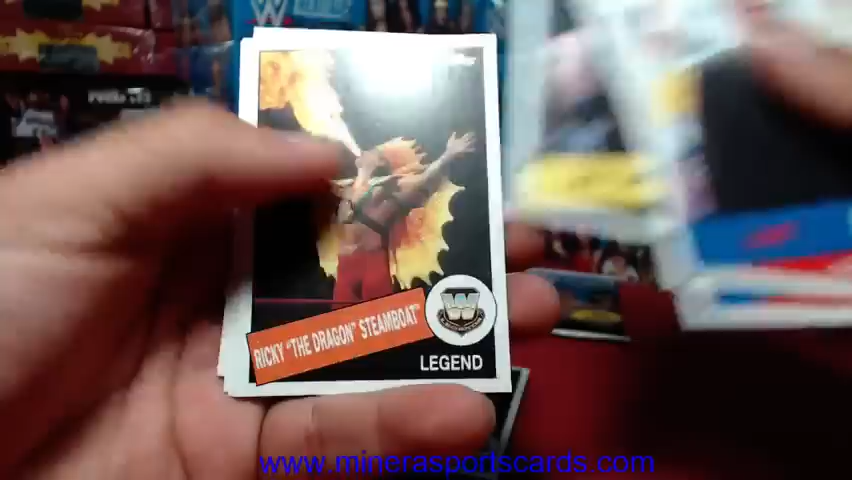 RICKY "THE DRAGON" STEAMBOAT
LEGEND
www.minerasportscards.com